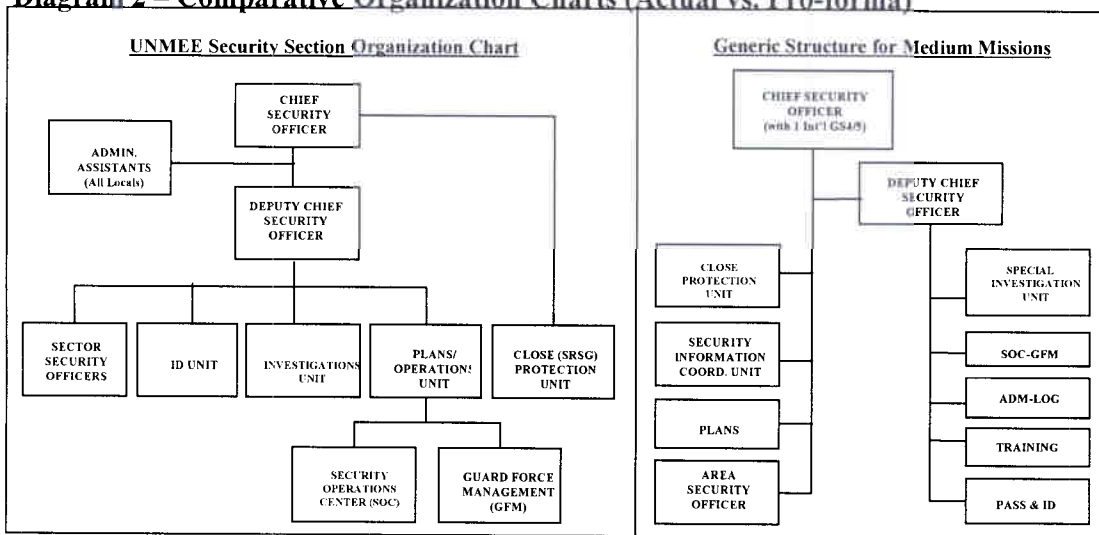 Diagram 2 – Comparative Organization Charts (Actual vs. Pro-forma)
UNMEE Security Section Organization Chart
CHIEF
SECURITY
OFFICER
ADMIN.
ASSISTANTS
(All Locals)
DEPUTY CHIEF
SECURITY
OFFICER
SECTOR
SECURITY
OFFICERS
ID UNIT
INVESTIGATIONS
UNIT
PLANS/
OPERATIONS
UNIT
CLOSE (SRSG)
PROTECTION
UNIT
SECURITY
OPERATIONS
CENTER (SOC)
GUARD FORCE
MANAGEMENT
(GFM)
Generic Structure for Medium Missions
CHIEF SECURITY
OFFICER
(with 1 Int'l GS4/5)
DEPUTY CHIEF
SECURITY
OFFICER
CLOSE
PROTECTION
UNIT
SECURITY
INFORMATION
COORD. UNIT
PLANS
AREA
SECURITY
OFFICER
SPECIAL
INVESTIGATION
UNIT
SOC-GFM
ADM-LOG
TRAINING
PASS & ID